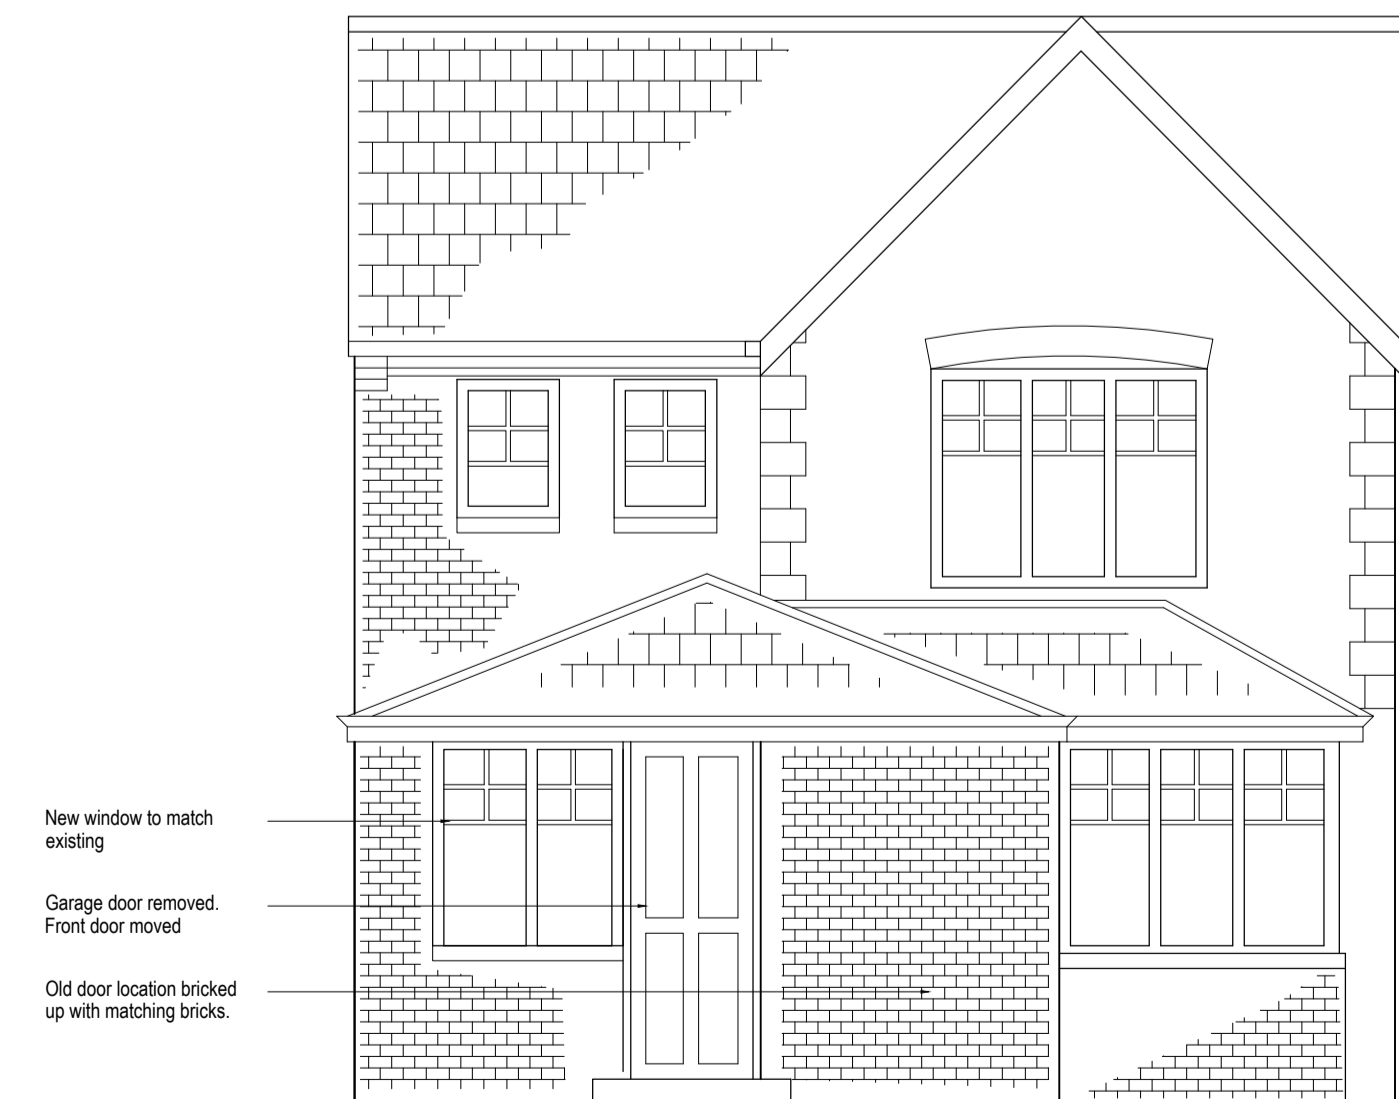 New window to match
existing
Garage door removed.
Front door moved
Old door location bricked
up with matching bricks.